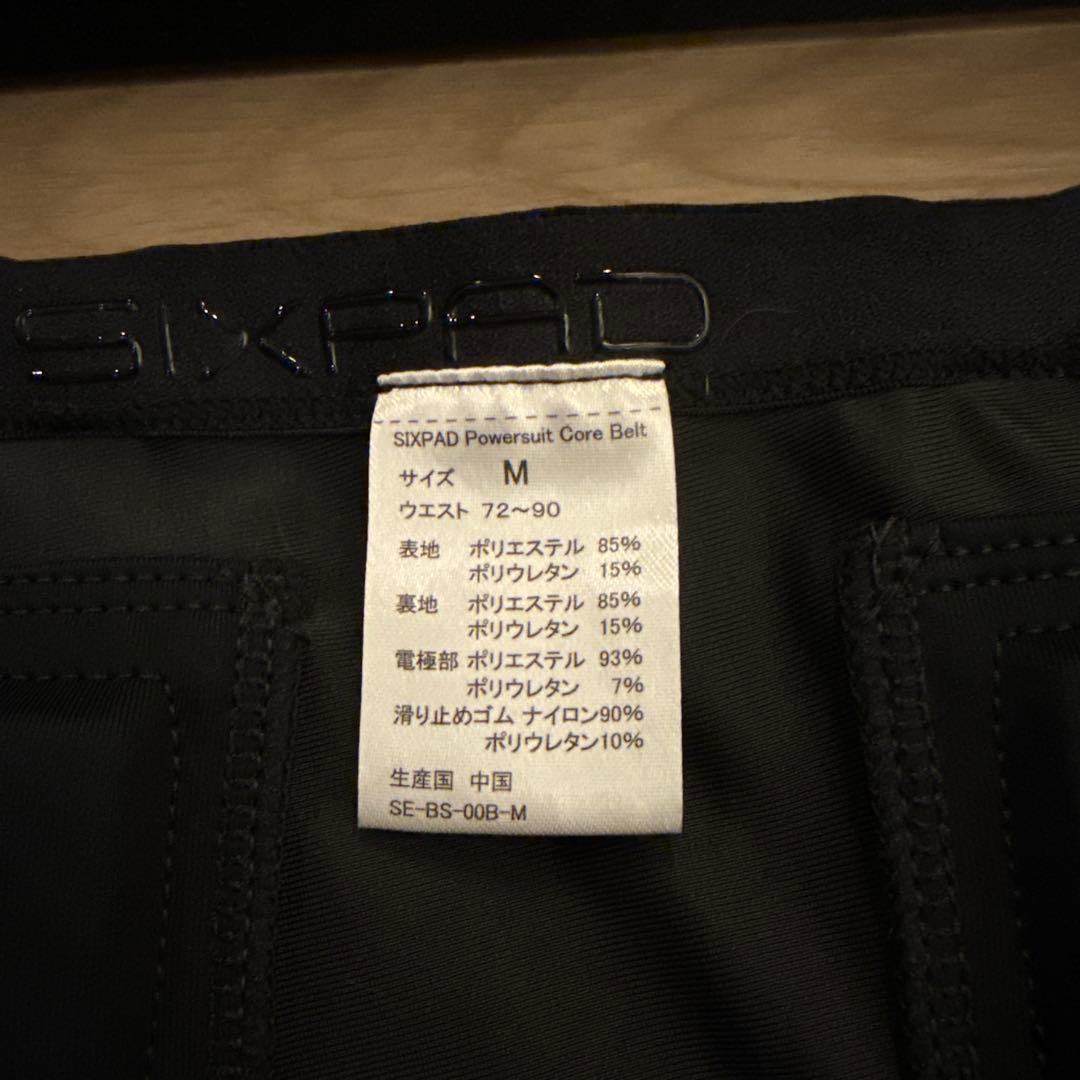 SIXPAD
SIXPAD Powersuit Core Belt
サイズ M
ウエスト 72～90
表地 ポリエステル 85%
ポリウレタン 15%
裏地 ポリエステル 85%
ポリウレタン 15%
電極部 ポリエステル 93%
ポリウレタン 7%
滑り止めゴム ナイロン90%
ポリウレタン10%
生産国 中国
SE-BS-00B-M